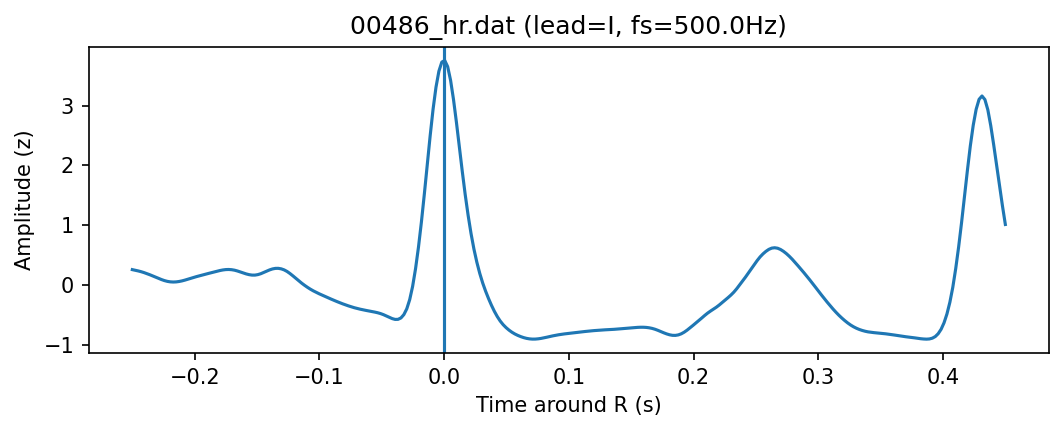 00486_hr.dat (lead=I, fs=500.0Hz)
Amplitude (z)
3
2
1
0
−1
−0.2 −0.1 0.0 0.1 0.2 0.3 0.4
Time around R (s)